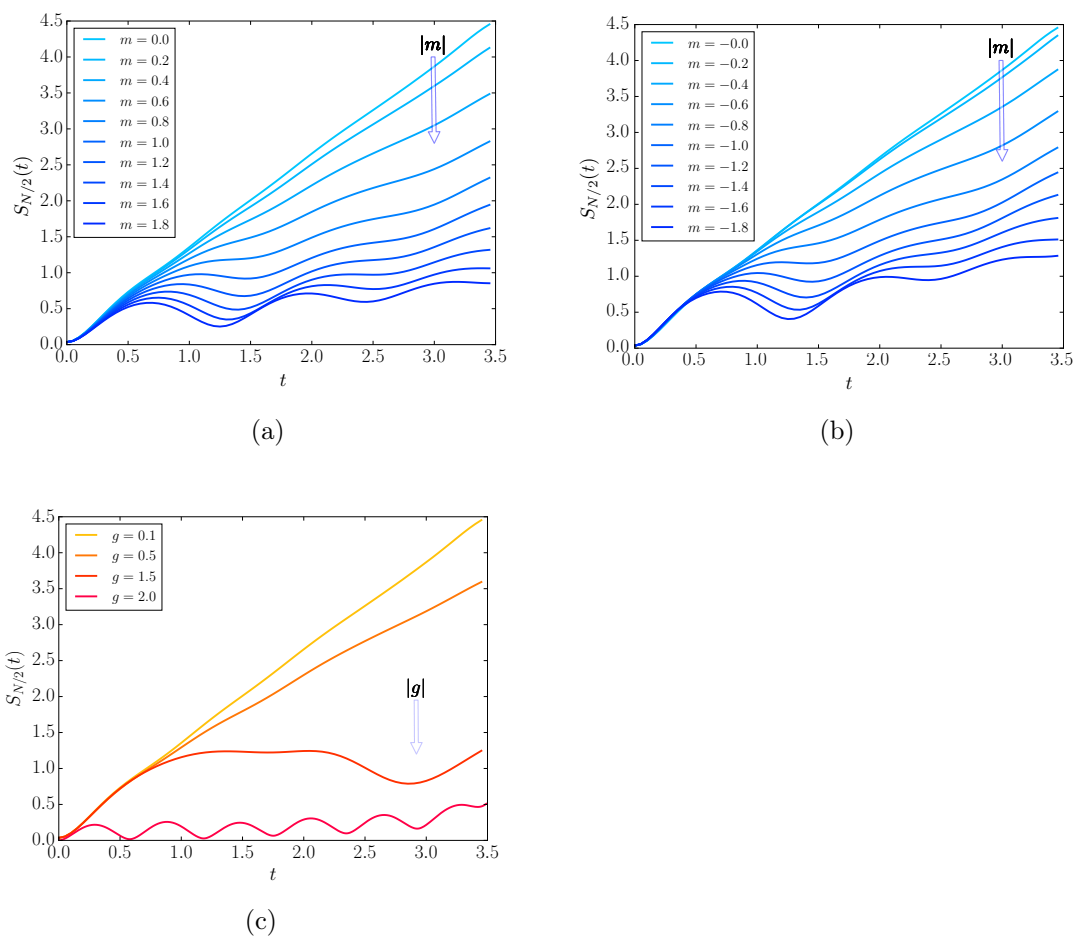 4.5
4.0
3.5
3.0
2.5
2.0
1.5
1.0
0.5
0.0
S_{N/2}(t)
m = 0.0
m = 0.2
m = 0.4
m = 0.6
m = 0.8
m = 1.0
m = 1.2
m = 1.4
m = 1.6
m = 1.8
|m|
0.0 0.5 1.0 1.5 2.0 2.5 3.0 3.5
t
(a)
4.5
4.0
3.5
3.0
2.5
2.0
1.5
1.0
0.5
0.0
S_{N/2}(t)
m = −0.0
m = −0.2
m = −0.4
m = −0.6
m = −0.8
m = −1.0
m = −1.2
m = −1.4
m = −1.6
m = −1.8
|m|
0.0 0.5 1.0 1.5 2.0 2.5 3.0 3.5
t
(b)
4.5
4.0
3.5
3.0
2.5
2.0
1.5
1.0
0.5
0.0
S_{N/2}(t)
g = 0.1
g = 0.5
g = 1.5
g = 2.0
|g|
0.0 0.5 1.0 1.5 2.0 2.5 3.0 3.5
t
(c)